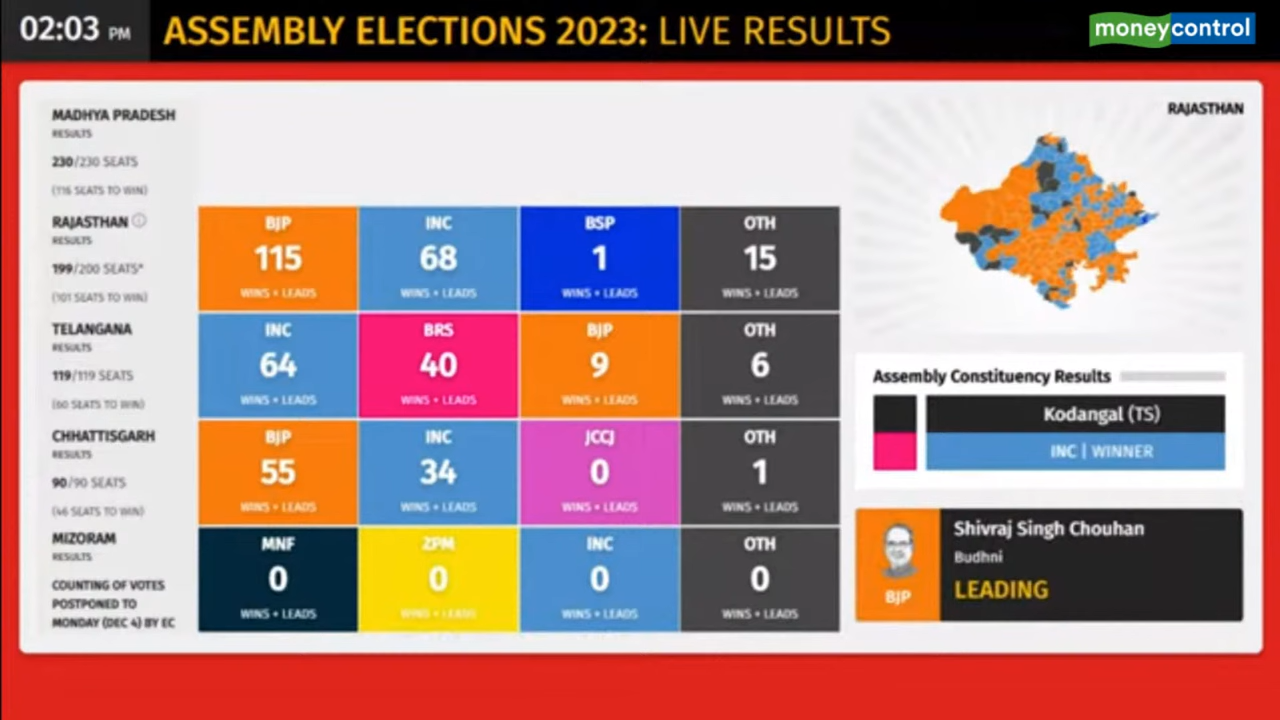 02:03 PM
ASSEMBLY ELECTIONS 2023: LIVE RESULTS
moneycontrol
MADHYA PRADESH
RESULTS
230/230 SEATS
(116 SEATS TO WIN)
RAJASTHAN
RESULTS
199/200 SEATS*
(101 SEATS TO WIN)
BJP
115
WINS + LEADS
INC
68
WINS + LEADS
BSP
1
WINS + LEADS
OTH
15
WINS + LEADS
TELANGANA
RESULTS
119/119 SEATS
(60 SEATS TO WIN)
INC
64
WINS + LEADS
BRS
40
WINS + LEADS
BJP
9
WINS + LEADS
OTH
6
WINS + LEADS
CHHATTISGARH
RESULTS
90/90 SEATS
(46 SEATS TO WIN)
BJP
55
WINS + LEADS
INC
34
WINS + LEADS
JCCJ
0
WINS + LEADS
OTH
1
WINS + LEADS
MIZORAM
RESULTS
COUNTING OF VOTES
POSTPONED TO
MONDAY (DEC 4) BY EC
MNF
0
WINS + LEADS
ZPM
0
WINS + LEADS
INC
0
WINS + LEADS
OTH
0
WINS + LEADS
RAJASTHAN
Assembly Constituency Results
Kodangal (TS)
INC | WINNER
BJP
Shivraj Singh Chouhan
Budhni
LEADING